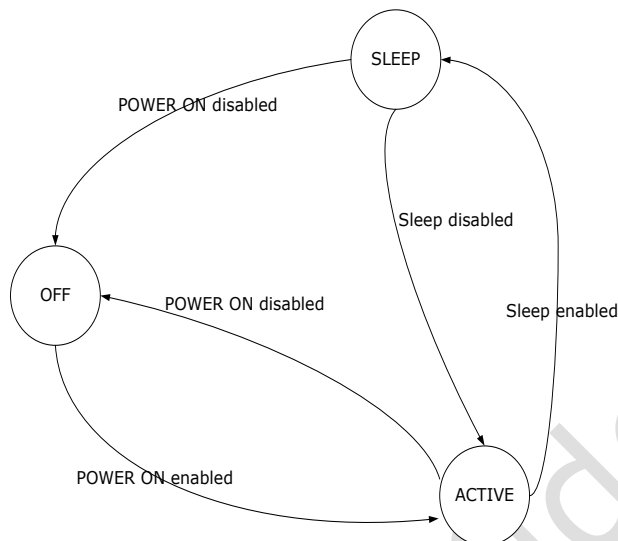 SLEEP
POWER ON disabled
Sleep disabled
OFF
POWER ON disabled
Sleep enabled
POWER ON enabled
ACTIVE